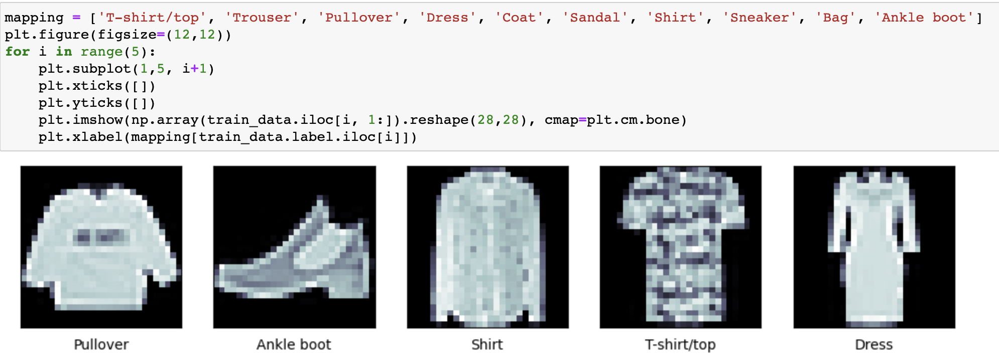 mapping = ['T-shirt/top', 'Trouser', 'Pullover', 'Dress', 'Coat', 'Sandal', 'Shirt', 'Sneaker', 'Bag', 'Ankle boot']
plt.figure(figsize=(12,12))
for i in range(5):
    plt.subplot(1,5, i+1)
    plt.xticks([])
    plt.yticks([])
    plt.imshow(np.array(train_data.iloc[i, 1:]).reshape(28,28), cmap=plt.cm.bone)
    plt.xlabel(mapping[train_data.label.iloc[i]])
Pullover
Ankle boot
Shirt
T-shirt/top
Dress